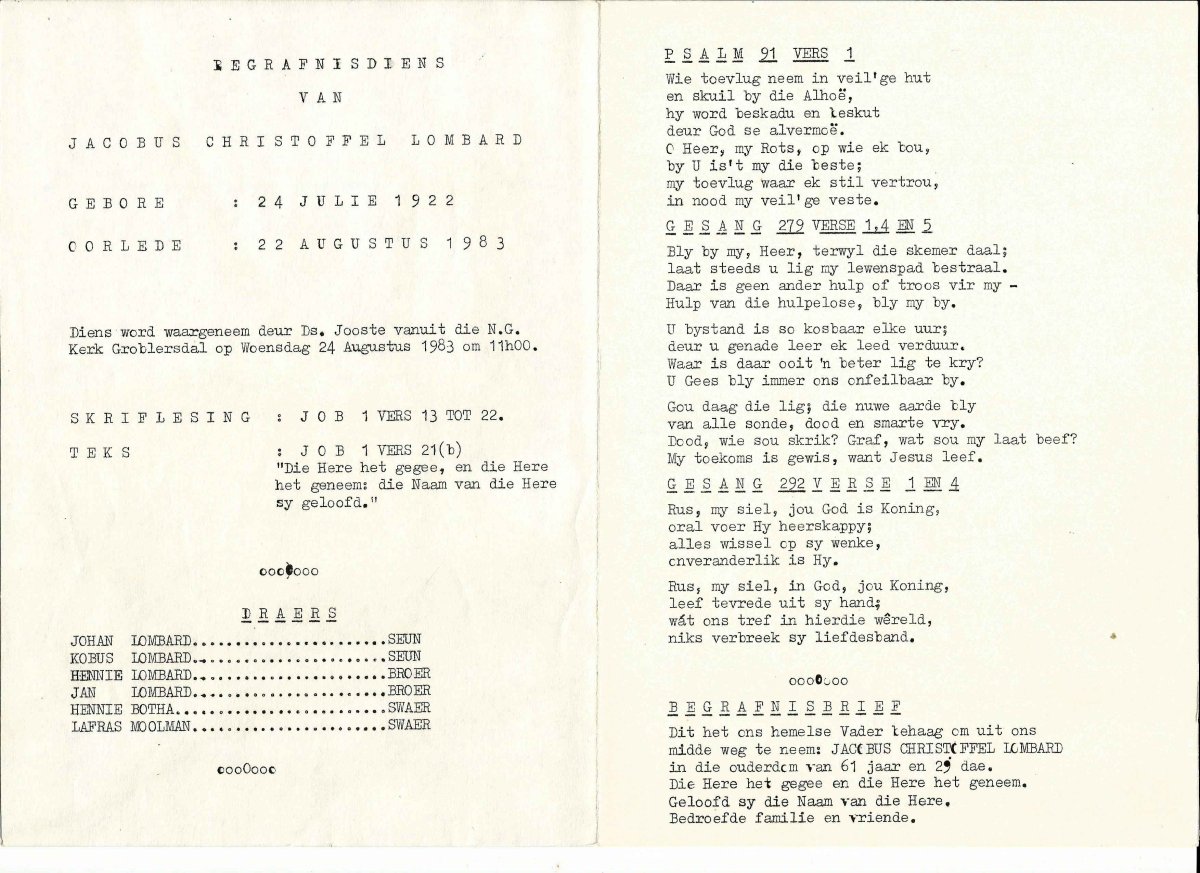 BEGRAFNISDIENS
VAN
JACOBUS CHRISTOFFEL LOMBARD
GEBORE : 24 JULIE 1922
OORLEDE : 22 AUGUSTUS 1983
Diens word waargeneem deur Ds. Jooste vanuit die N.G.
Kerk Groblersdal op Woensdag 24 Augustus 1983 om 11h00.
SKRIFLESING : JOB 1 VERS 13 TOT 22.
TEKS : JOB 1 VERS 21(b)
"Die Here het gegee, en die Here
het geneem: die Naam van die Here
sy geloofd."
oooOooo
DRAERS
JOHAN LOMBARD.......................SEUN
KOBUS LOMBARD.......................SEUN
HENNIE LOMBARD.......................BROER
JAN LOMBARD.......................BROER
HENNIE BOTHA.........................SWAER
LAFRAS MOOLMAN.......................SWAER
oooOooo
PSALM 91 VERS 1
Wie toevlug neem in veil'ge hut
en skuil by die Alhoë,
hy word beskadu en beskut
deur God se alvermoë.
O Heer, my Rots, op wie ek bou,
by U is't my die beste;
my toevlug waar ek stil vertrou,
in nood my veil'ge veste.
GESANG 279 VERSE 1,4 EN 5
Bly by my, Heer, terwyl die skemer daal;
laat steeds u lig my lewenspad bestraal.
Daar is geen ander hulp of troos vir my -
Hulp van die hulpelose, bly my by.
U bystand is so kosbaar elke uur;
deur u genade leer ek leed verduur.
Waar is daar ooit 'n beter lig te kry?
U Gees bly immer ons onfeilbaar by.
Gou daag die lig; die nuwe aarde bly
van alle sonde, dood en smarte vry.
Dood, wie sou skrik? Graf, wat sou my laat beef?
My toekoms is gewis, want Jesus leef.
GESANG 292 VERSE 1 EN 4
Rus, my siel, jou God is Koning,
oral voer Hy heerskappy;
alles wissel op sy wenke,
onveranderlik is Hy.
Rus, my siel, in God, jou Koning,
leef tevrede uit sy hand;
wát ons tref in hierdie wêreld,
niks verbreek sy liefdesband.
oooOooo
BEGRAFNISBRIEF
Dit het ons hemelse Vader behaag om uit ons
midde weg te neem: JACOBUS CHRISTOFFEL LOMBARD
in die ouderdom van 61 jaar en 29 dae.
Die Here het gegee en die Here het geneem.
Geloofd sy die Naam van die Here.
Bedroefde familie en vriende.